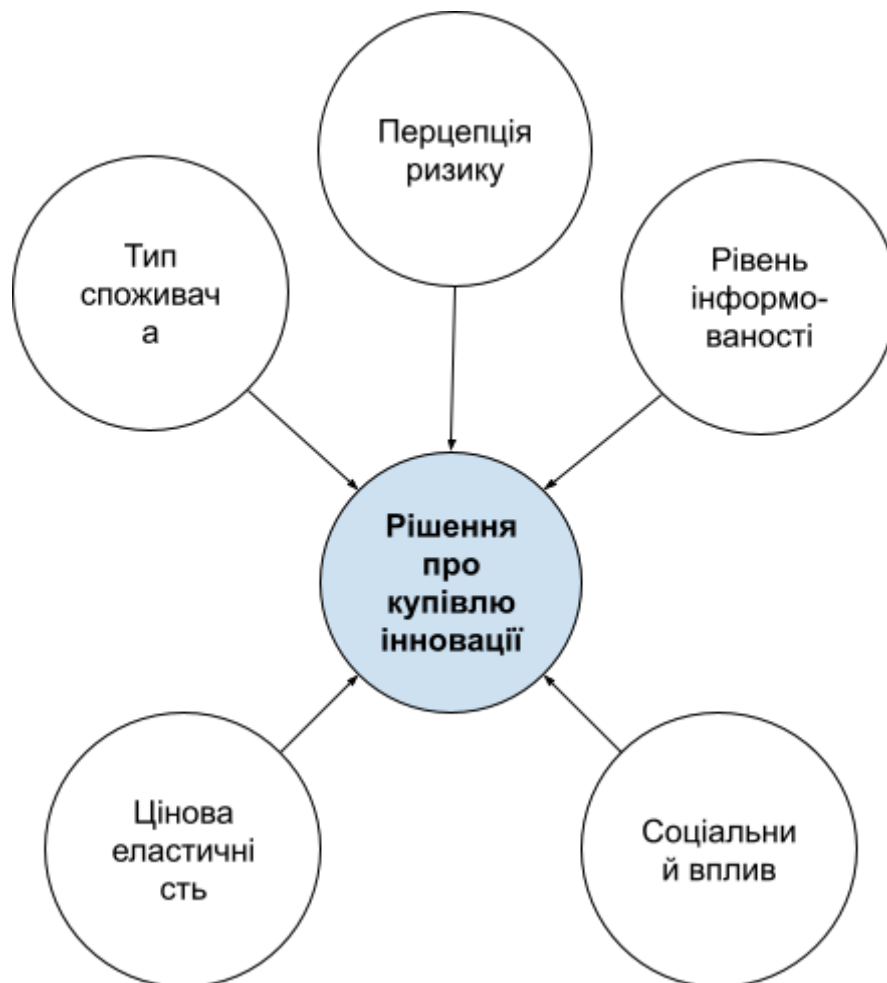 Перцепція
ризику
Тип
споживач
а
Рівень
інформо-
ваності
Рішення
про
купівлю
інновації
Цінова
еластичні
сть
Соціальни
й вплив